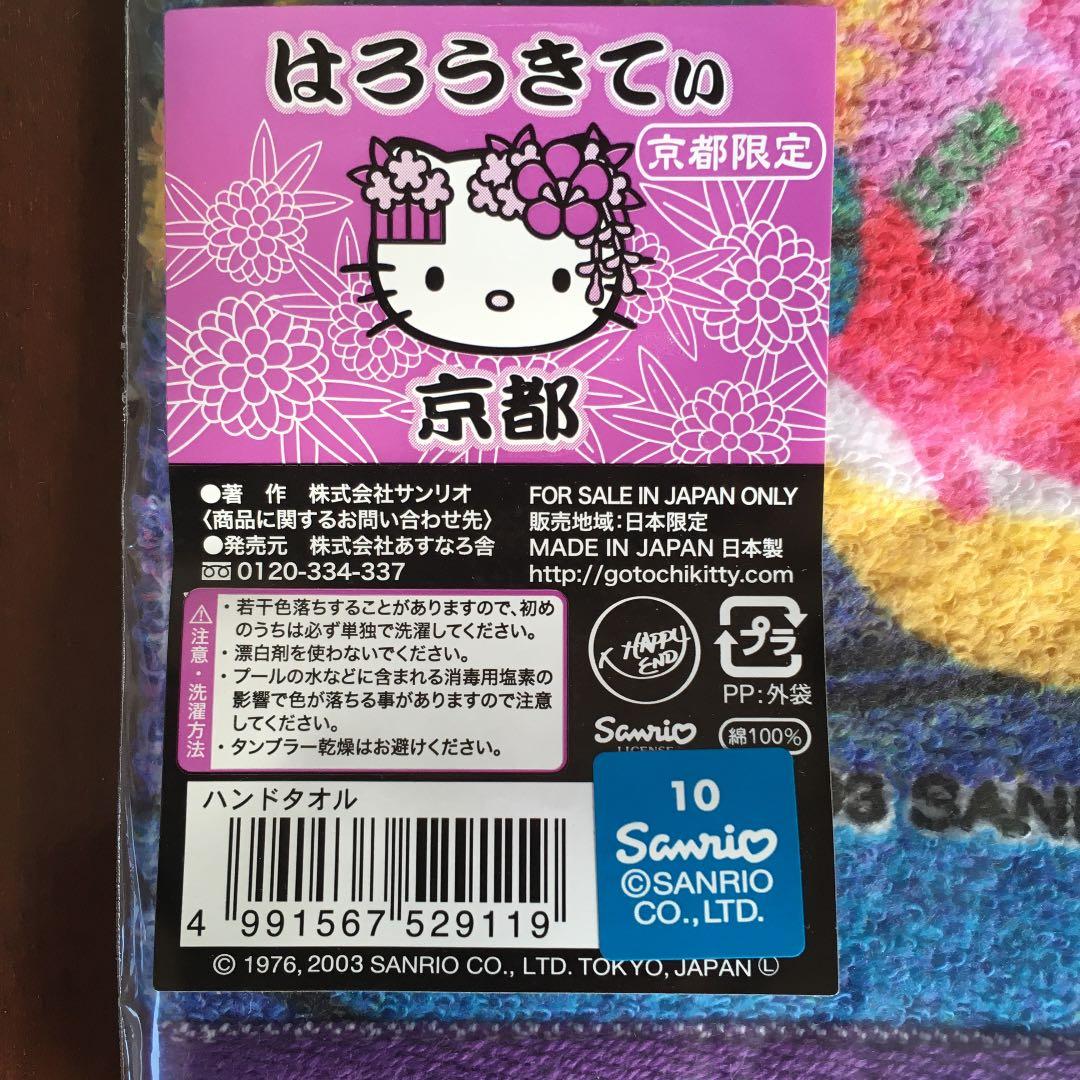 はろうきてぃ
京都限定
京都
●著　作　株式会社サンリオ
〈商品に関するお問い合わせ先〉
●発売元　株式会社あすなろ舎
0120-334-337
FOR SALE IN JAPAN ONLY
販売地域：日本限定
MADE IN JAPAN 日本製
http://gotochikitty.com
⚠注意・洗濯方法
・若干色落ちすることがありますので、初め
のうちは必ず単独で洗濯してください。
・漂白剤を使わないでください。
・プールの水などに含まれる消毒用塩素の
影響で色が落ちる事がありますので注意
してください。
・タンブラー乾燥はお避けください。
HAPPY
END
プラ
PP：外袋
Sanrio
LICENSE
綿100%
ハンドタオル
4 991567 529119
10
Sanrio
©SANRIO
CO.,LTD.
© 1976, 2003 SANRIO CO., LTD. TOKYO, JAPAN Ⓛ
3 SANR